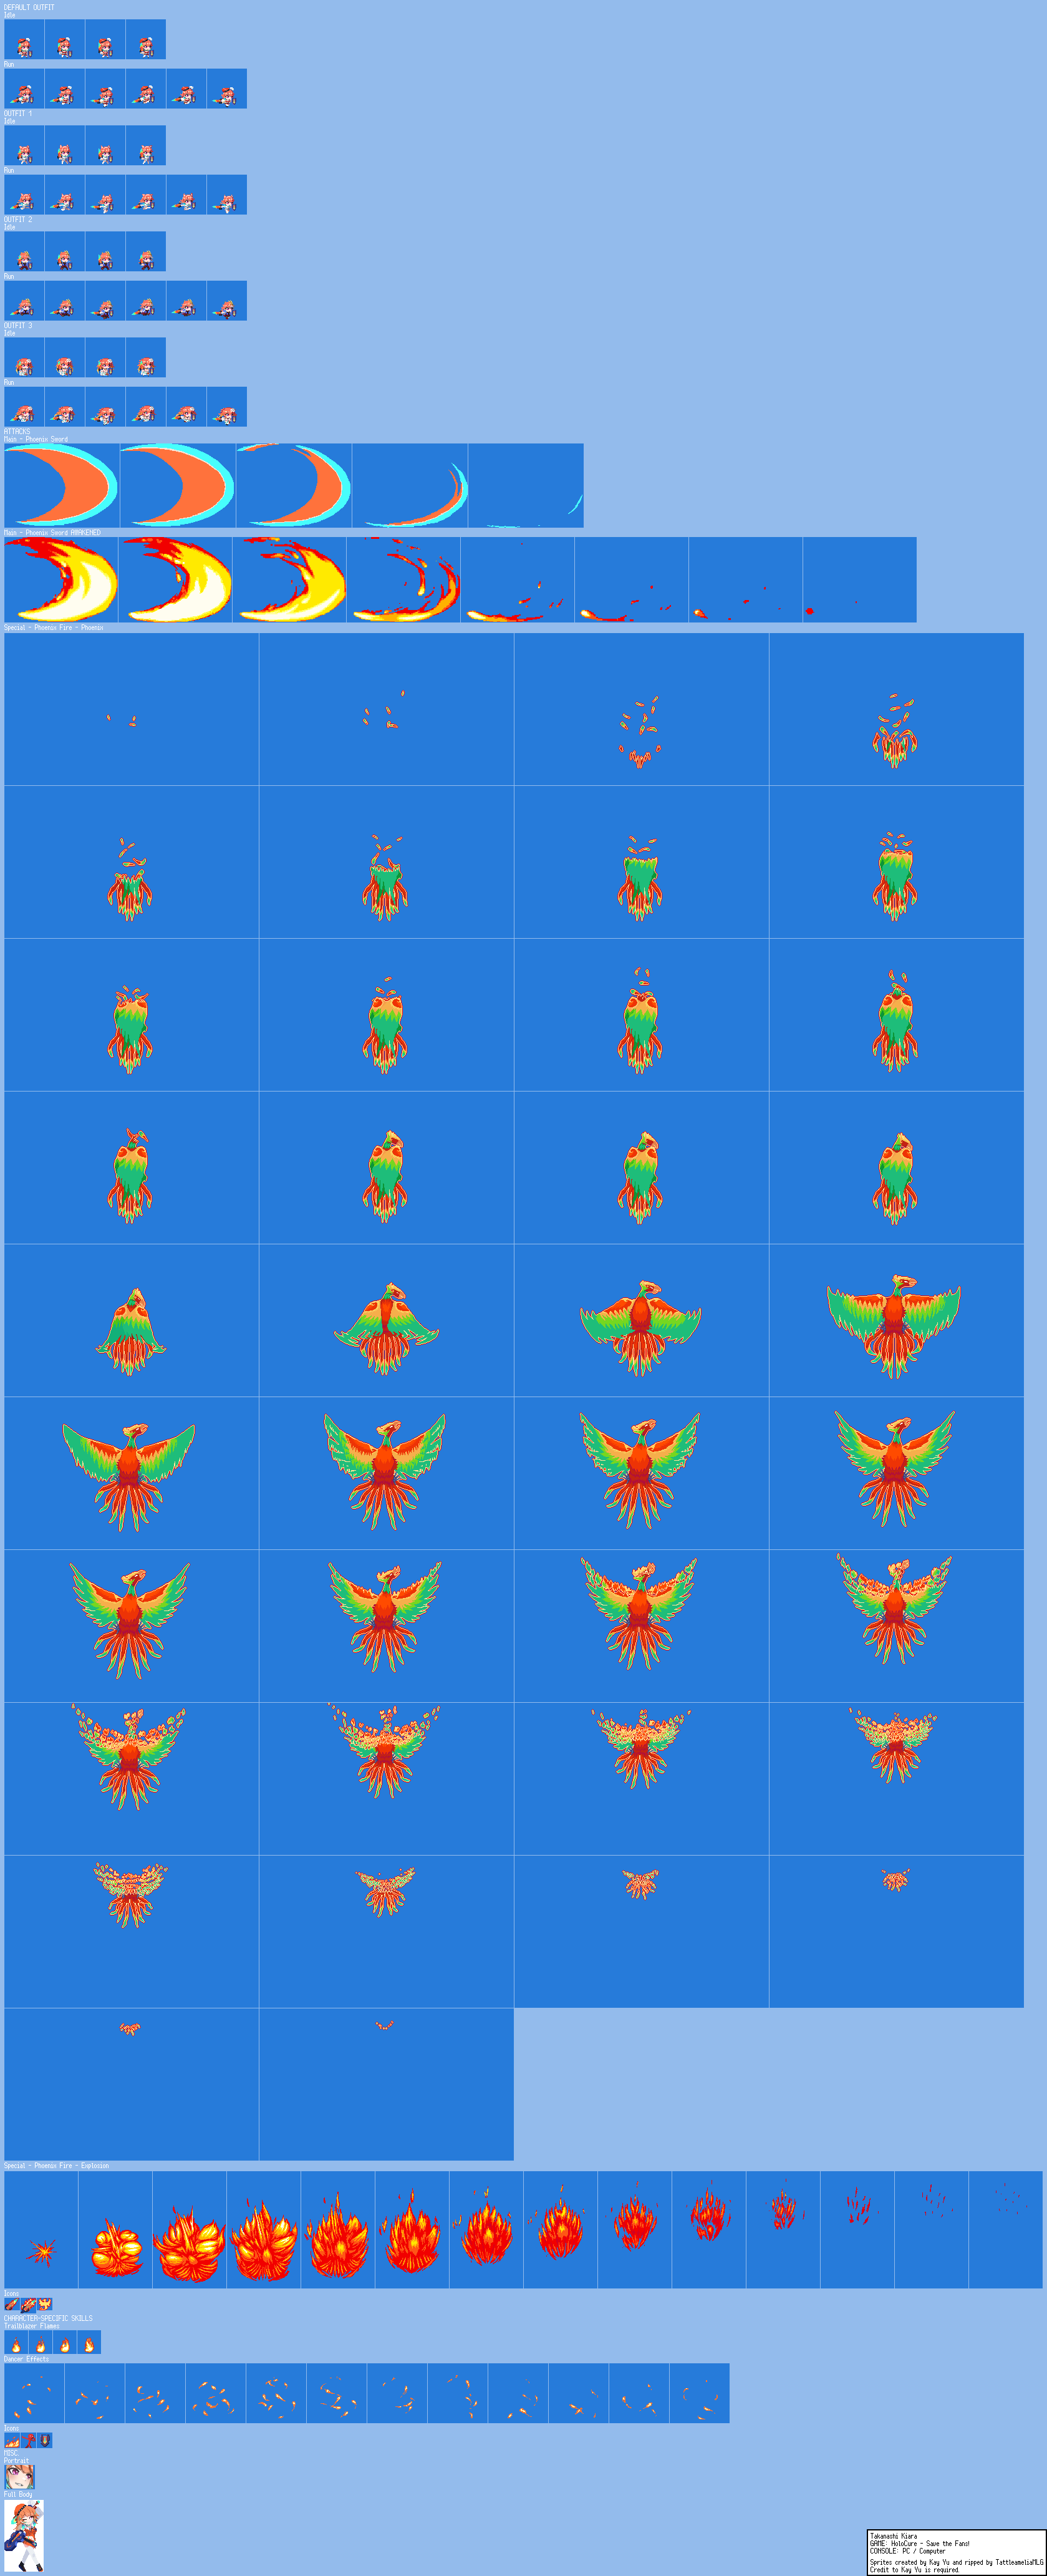 DEFAULT OUTFIT
Idle
Run
OUTFIT 1
Idle
Run
OUTFIT 2
Idle
Run
OUTFIT 3
Idle
Run
ATTACKS
Main - Phoenix Sword
Main - Phoenix Sword AWAKENED
Special - Phoenix Fire - Phoenix
Special - Phoenix Fire - Explosion
Icons
CHARACTER-SPECIFIC SKILLS
Trailblazer Flames
Dancer Effects
Icons
MISC
Portrait
Full Body
Takanashi Kiara
GAME: HoloCure - Save the Fans!
CONSOLE: PC / Computer
Sprites created by Kay Yu and ripped by TattleameliaMLG
Credit to Kay Yu is required.